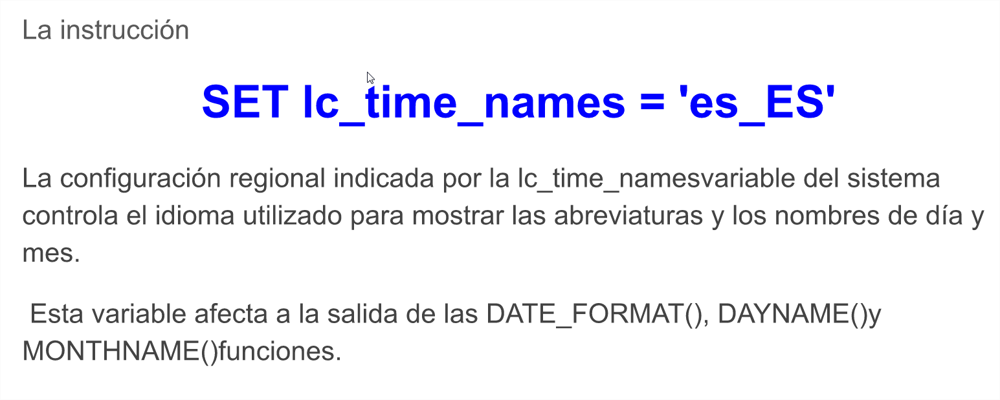 La instrucción
SET lc_time_names = 'es_ES'
La configuración regional indicada por la lc_time_namesvariable del sistema
controla el idioma utilizado para mostrar las abreviaturas y los nombres de día y
mes.
Esta variable afecta a la salida de las DATE_FORMAT(), DAYNAME()y
MONTHNAME()funciones.